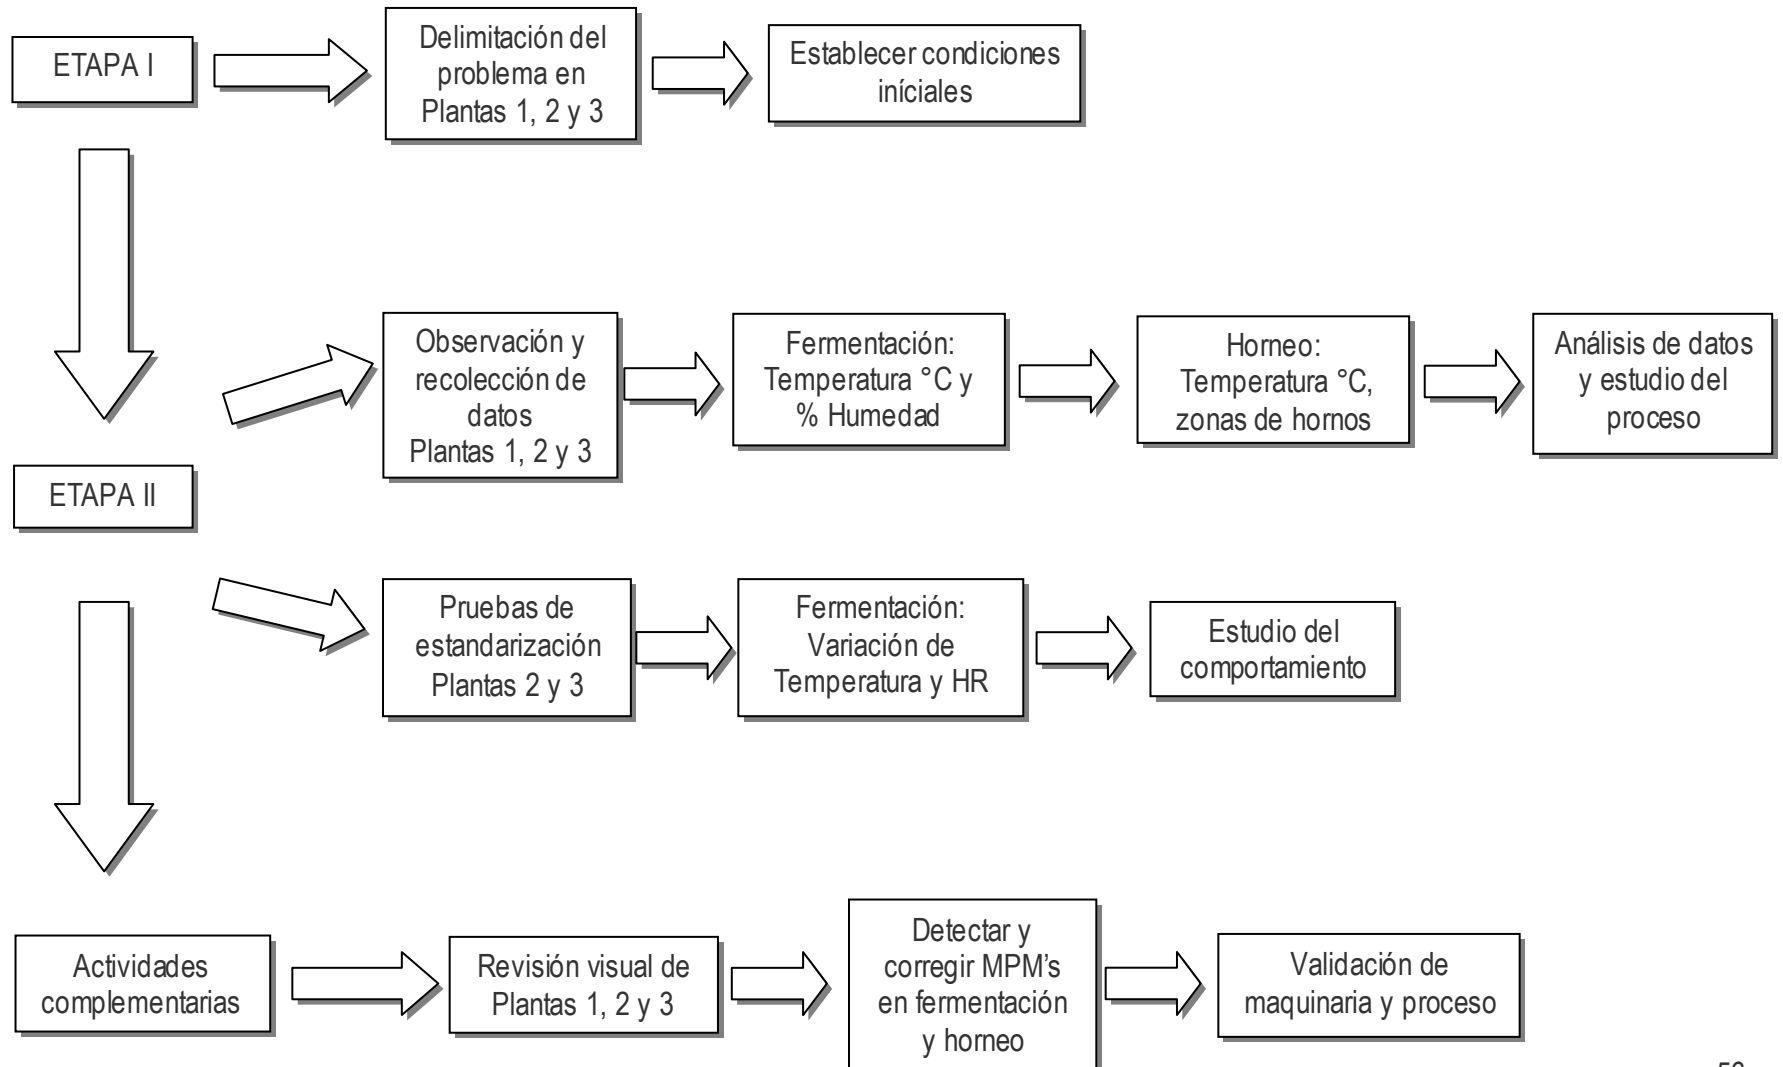 ETAPA I
Delimitación del
problema en
Plantas 1, 2 y 3
Establecer condiciones
iníciales
Observación y
recolección de
datos
Plantas 1, 2 y 3
Fermentación:
Temperatura °C y
% Humedad
Horneo:
Temperatura °C,
zonas de hornos
Análisis de datos
y estudio del
proceso
ETAPA II
Pruebas de
estandarización
Plantas 2 y 3
Fermentación:
Variación de
Temperatura y HR
Estudio del
comportamiento
Actividades
complementarias
Revisión visual de
Plantas 1, 2 y 3
Detectar y
corregir MPM's
en fermentación
y horneo
Validación de
maquinaria y proceso